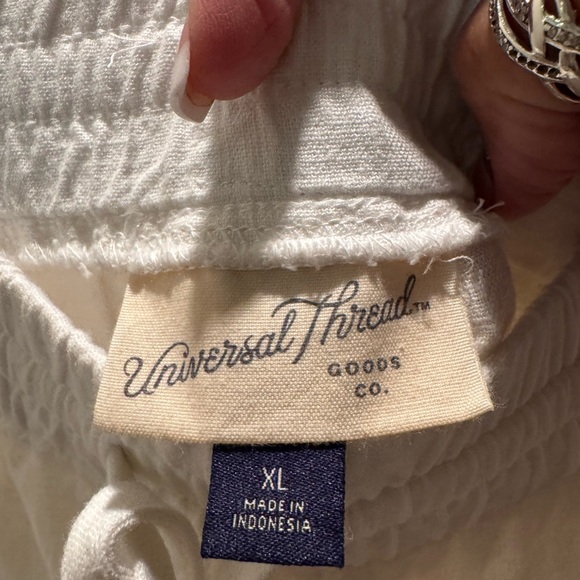 Universal Thread™
GOODS
CO.
XL
MADE IN
INDONESIA